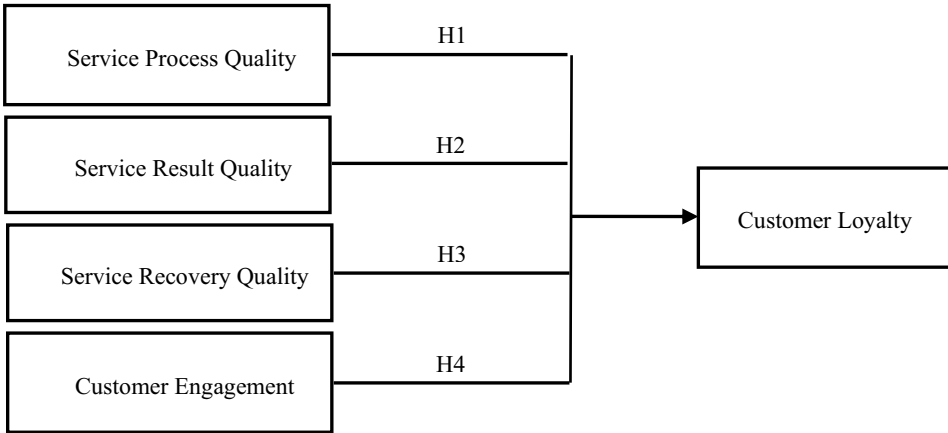 Service Process Quality
H1
Service Result Quality
H2
Service Recovery Quality
H3
Customer Engagement
H4
Customer Loyalty